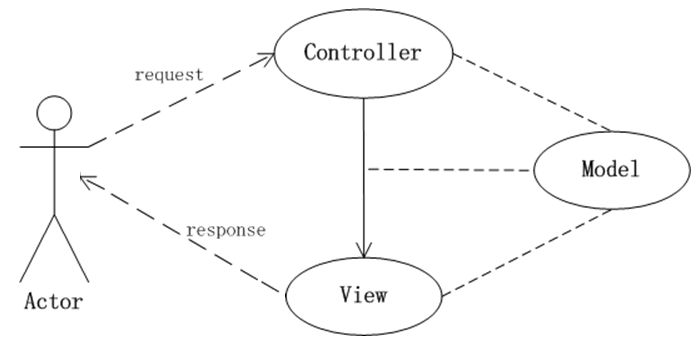 Controller
request
Model
response
View
Actor